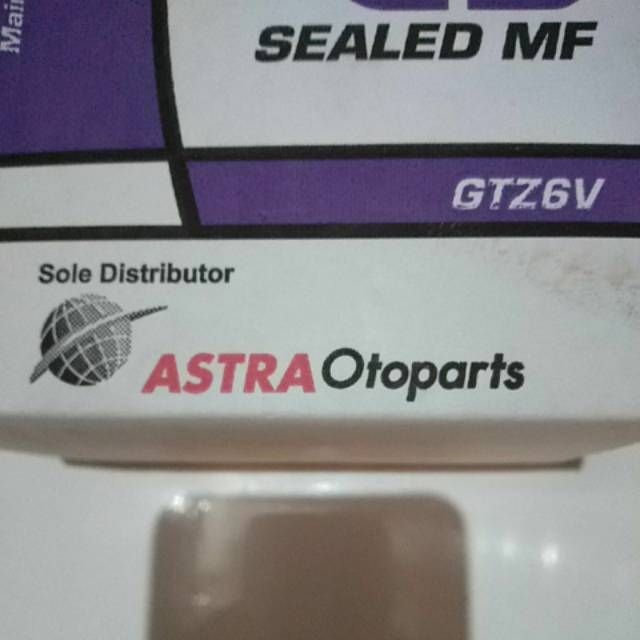 SEALED MF
GTZ6V
Sole Distributor
ASTRA Otoparts